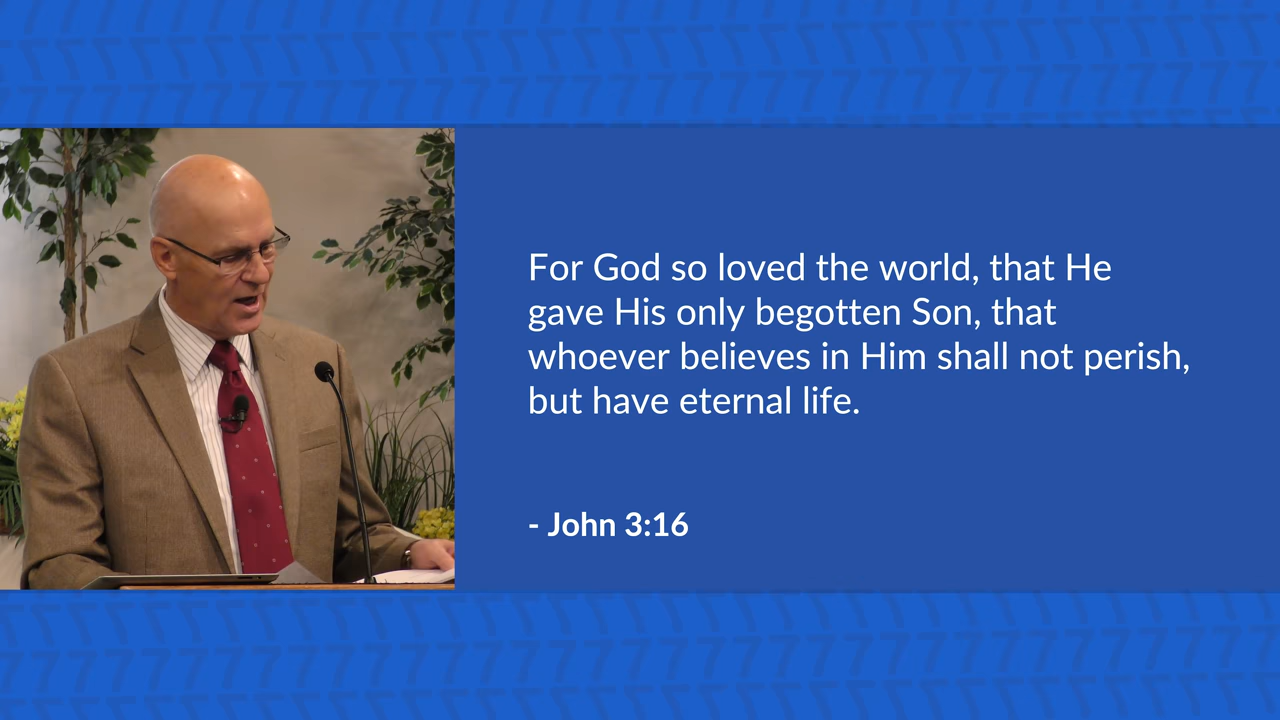 For God so loved the world, that He
gave His only begotten Son, that
whoever believes in Him shall not perish,
but have eternal life.
- John 3:16